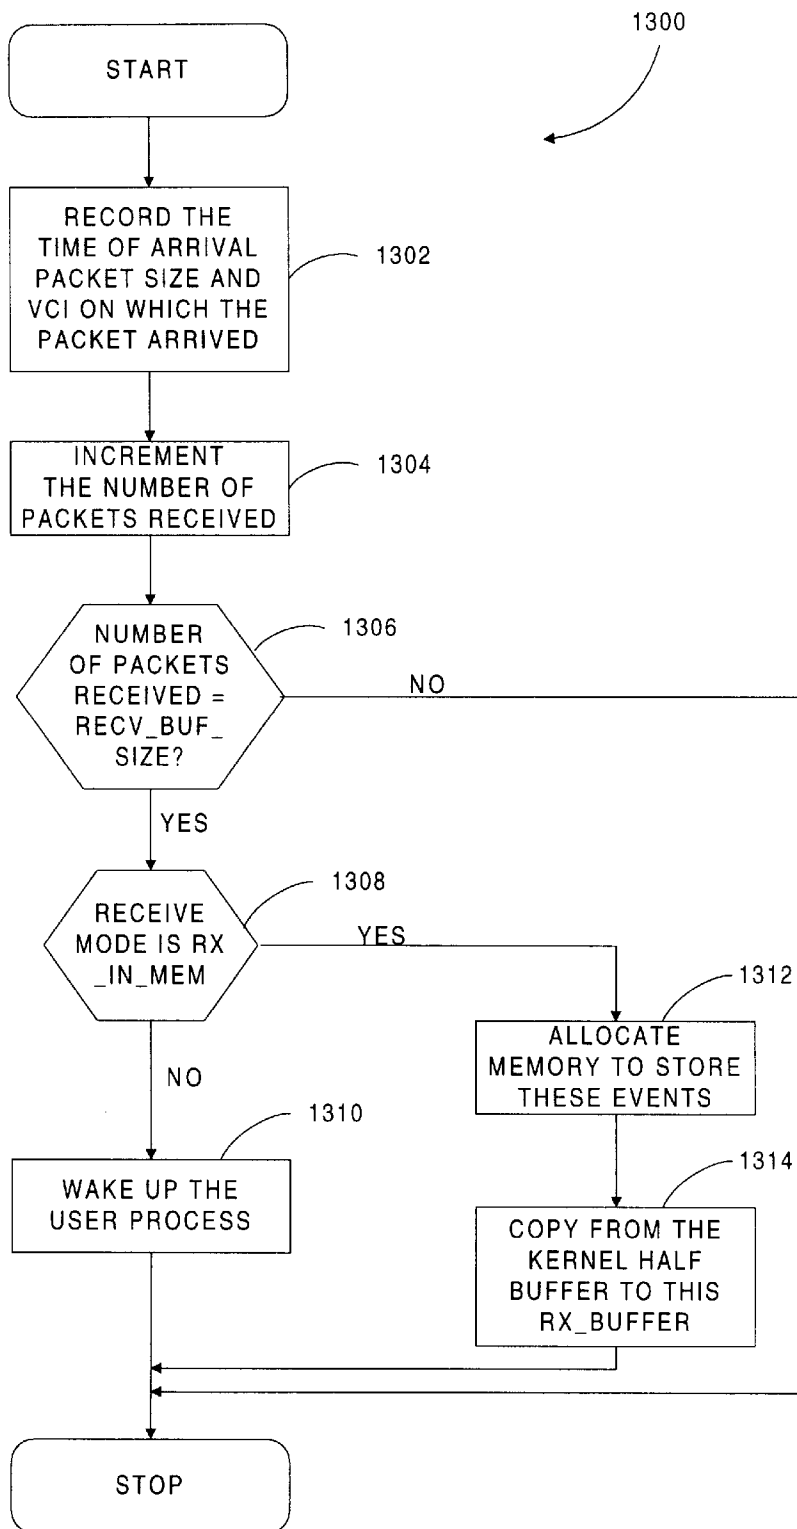 1300
START
RECORD THE
TIME OF ARRIVAL
PACKET SIZE AND
VCI ON WHICH THE
PACKET ARRIVED
1302
INCREMENT
THE NUMBER OF
PACKETS RECEIVED
1304
NUMBER
OF PACKETS
RECEIVED =
RECV_BUF_
SIZE?
1306
NO
YES
RECEIVE
MODE IS RX
_IN_MEM
1308
YES
NO
1312
ALLOCATE
MEMORY TO STORE
THESE EVENTS
1310
WAKE UP THE
USER PROCESS
1314
COPY FROM THE
KERNEL HALF
BUFFER TO THIS
RX_BUFFER
STOP